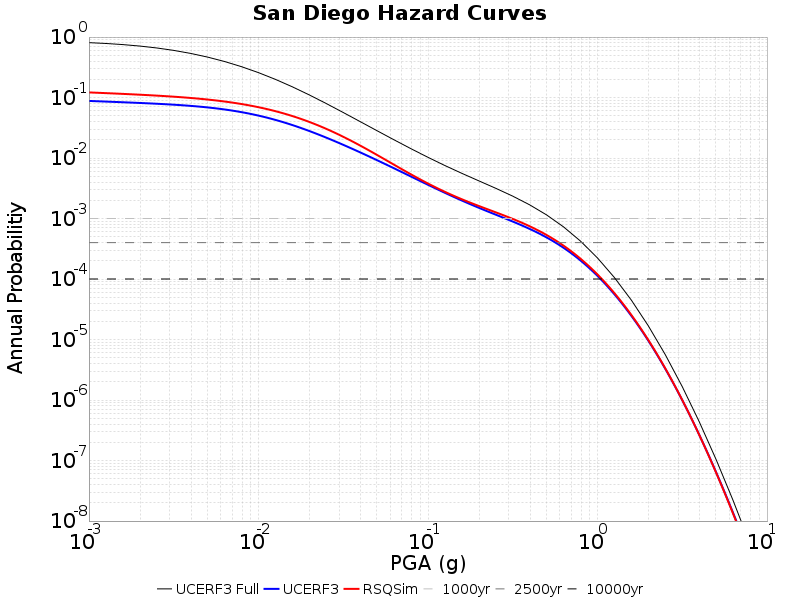 San Diego Hazard Curves
Annual Probabilitiy
10^0
10^-1
10^-2
10^-3
10^-4
10^-5
10^-6
10^-7
10^-8
10^-3 10^-2 10^-1 10^0 10^1
PGA (g)
UCERF3 Full UCERF3 RSQSim 1000yr 2500yr 10000yr